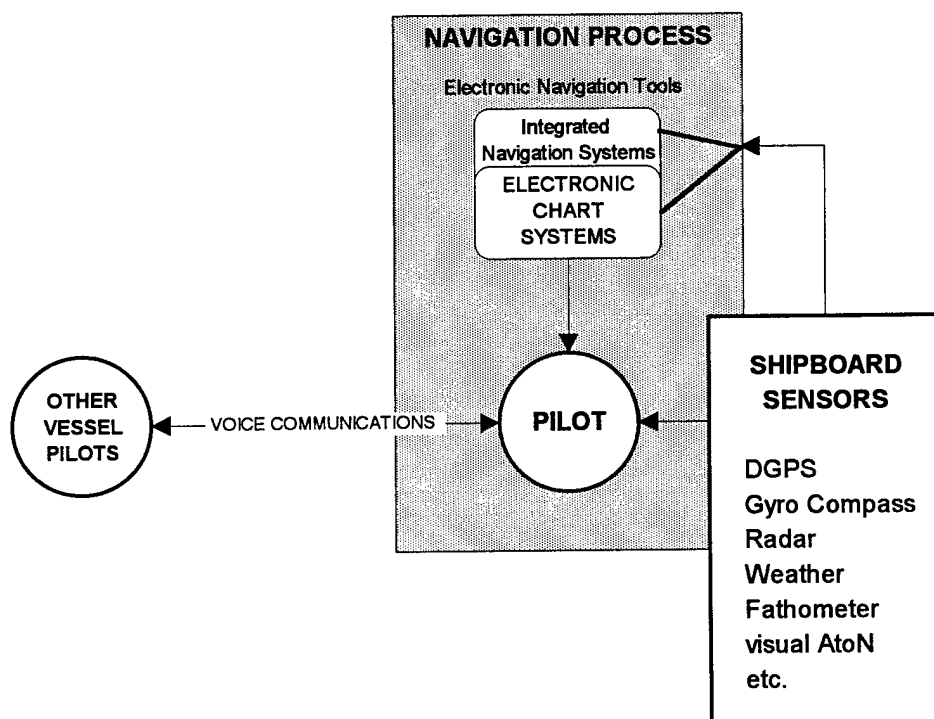 NAVIGATION PROCESS
Electronic Navigation Tools
Integrated
Navigation Systems
ELECTRONIC
CHART
SYSTEMS
OTHER
VESSEL
PILOTS
VOICE COMMUNICATIONS
PILOT
SHIPBOARD
SENSORS
DGPS
Gyro Compass
Radar
Weather
Fathometer
visual AtoN
etc.